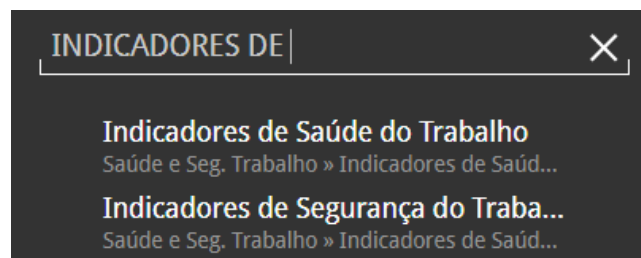 INDICADORES DE
Indicadores de Saúde do Trabalho
Saúde e Seg. Trabalho » Indicadores de Saúd...
Indicadores de Segurança do Traba...
Saúde e Seg. Trabalho » Indicadores de Saúd...